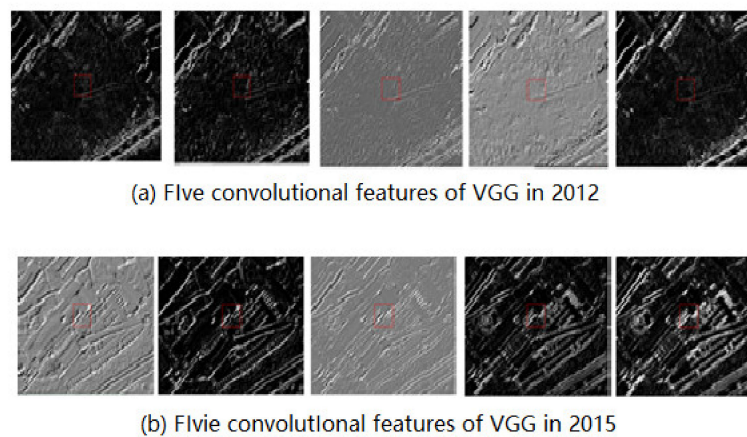 (a) FIve convolutional features of VGG in 2012
(b) FIvie convolutIonal features of VGG in 2015